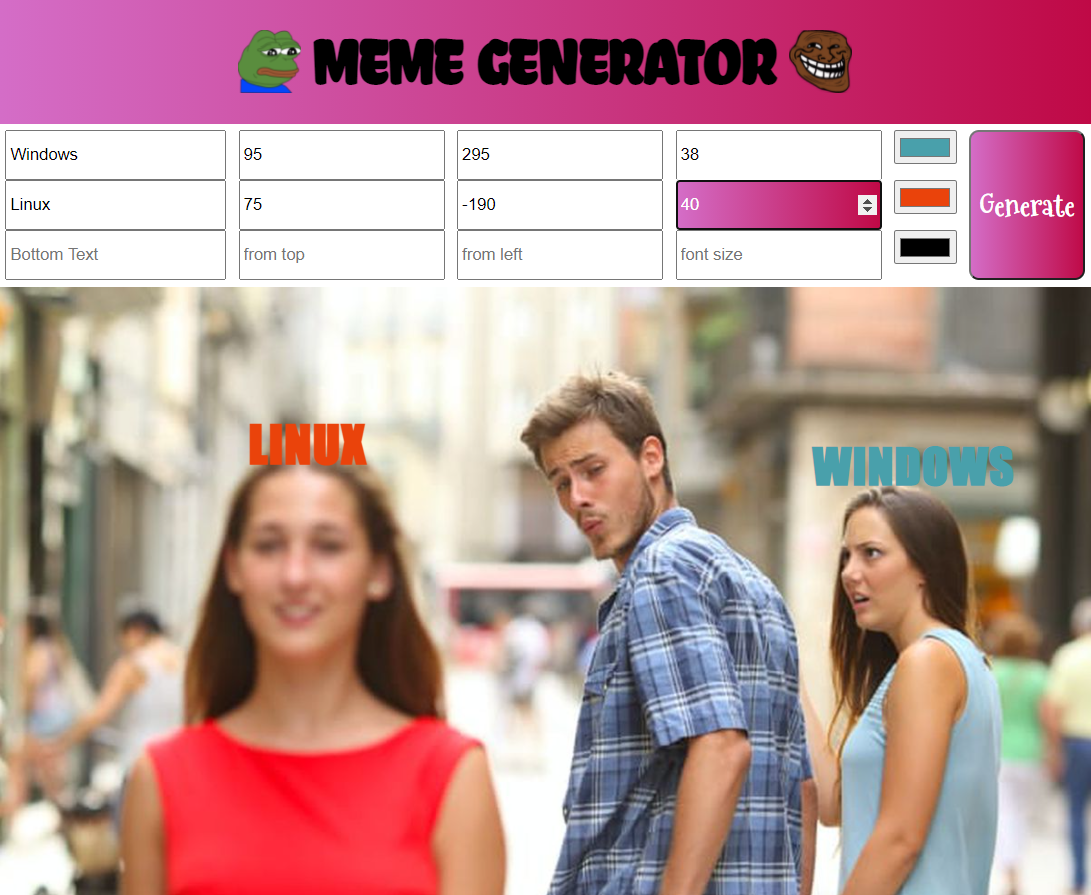 MEME GENERATOR
Windows 95 295 38
Linux 75 -190 40
Generate
Bottom Text from top from left font size
LINUX
WINDOWS